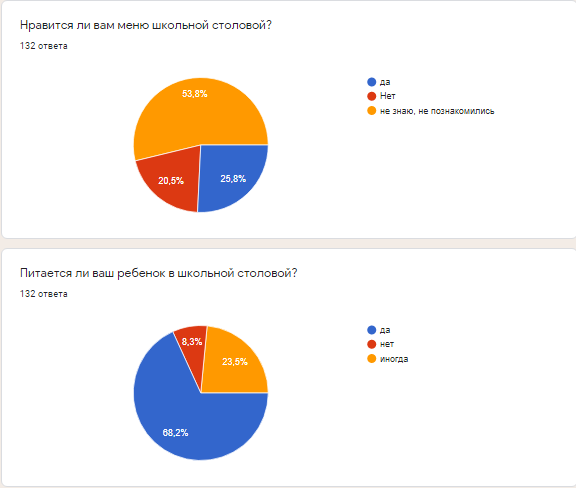 Нравится ли вам меню школьной столовой?
132 ответа
53,8%
20,5%
25,8%
да
Нет
не знаю, не познакомились
Питается ли ваш ребенок в школьной столовой?
132 ответа
8,3%
23,5%
68,2%
да
нет
иногда